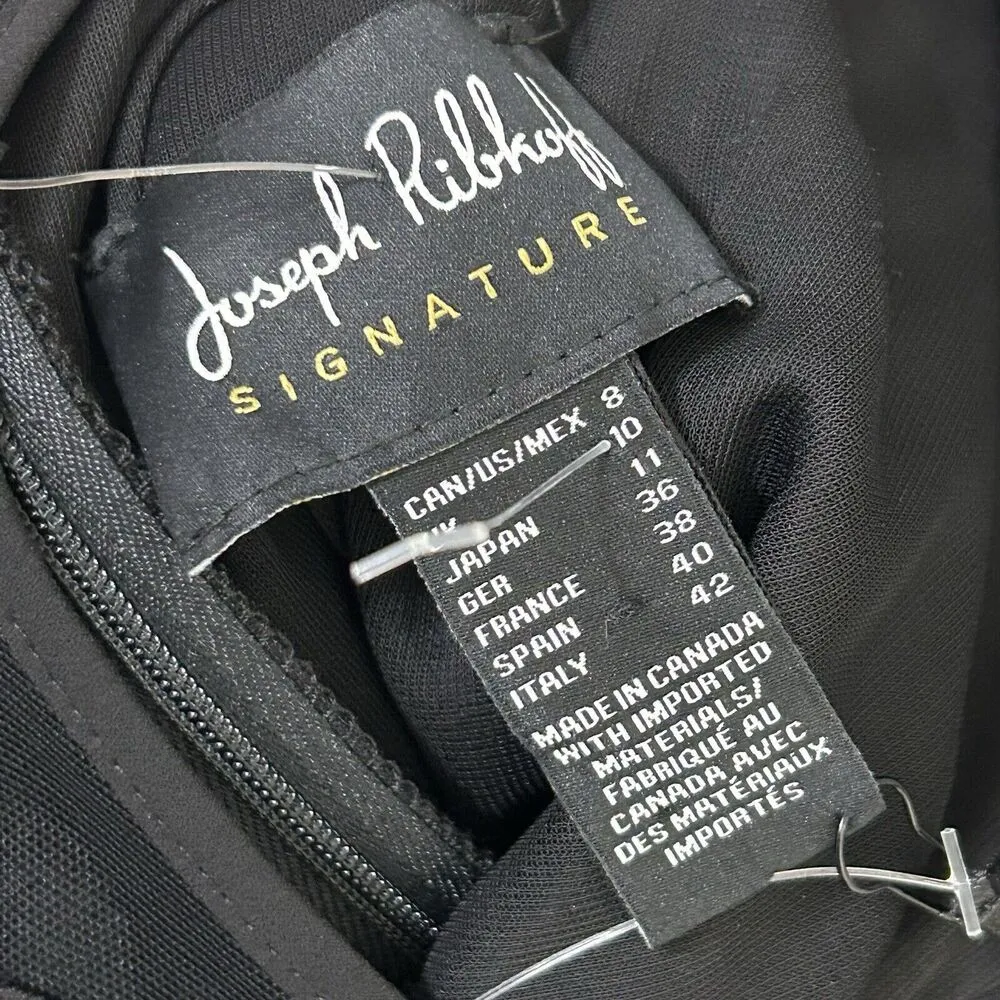 Joseph Ribkoff
SIGNATURE
CAN/US/MEX 8
UK 10
JAPAN 11
GER 36
FRANCE 38
SPAIN 40
ITALY 42
MADE IN CANADA
WITH IMPORTED
MATERIALS/
FABRIQUÉ AU
CANADA AVEC
DES MATÉRIAUX
IMPORTÉS